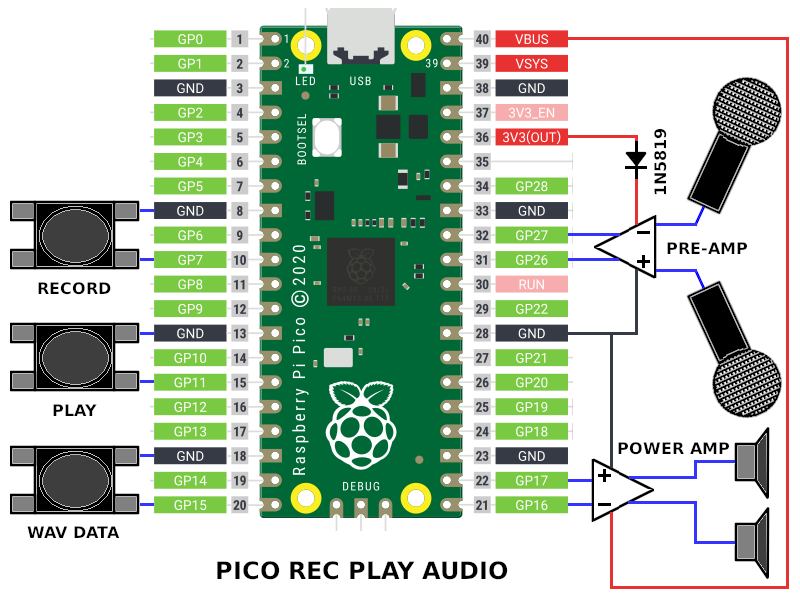 GP0 1 1 40 VBUS
GP1 2 2 39 39 VSYS
LED USB
GND 3 38 GND
GP2 4 37 3V3_EN
GP3 5 BOOTSEL 36 3V3(OUT) 1N5819
GP4 6 35
GP5 7 34 GP28
GND 8 33 GND
GP6 9 32 GP27
PRE-AMP
GP7 10 31 GP26
RECORD
GP8 11 30 RUN
GP9 12 29 GP22
GND 13 28 GND
GP10 14 27 GP21
GP11 15 26 GP20
PLAY
GP12 16 25 GP19
GP13 17 24 GP18
Raspberry Pi Pico © 2020
POWER AMP
GND 18 23 GND
GP14 19 22 GP17
DEBUG
GP15 20 21 GP16
WAV DATA
PICO REC PLAY AUDIO